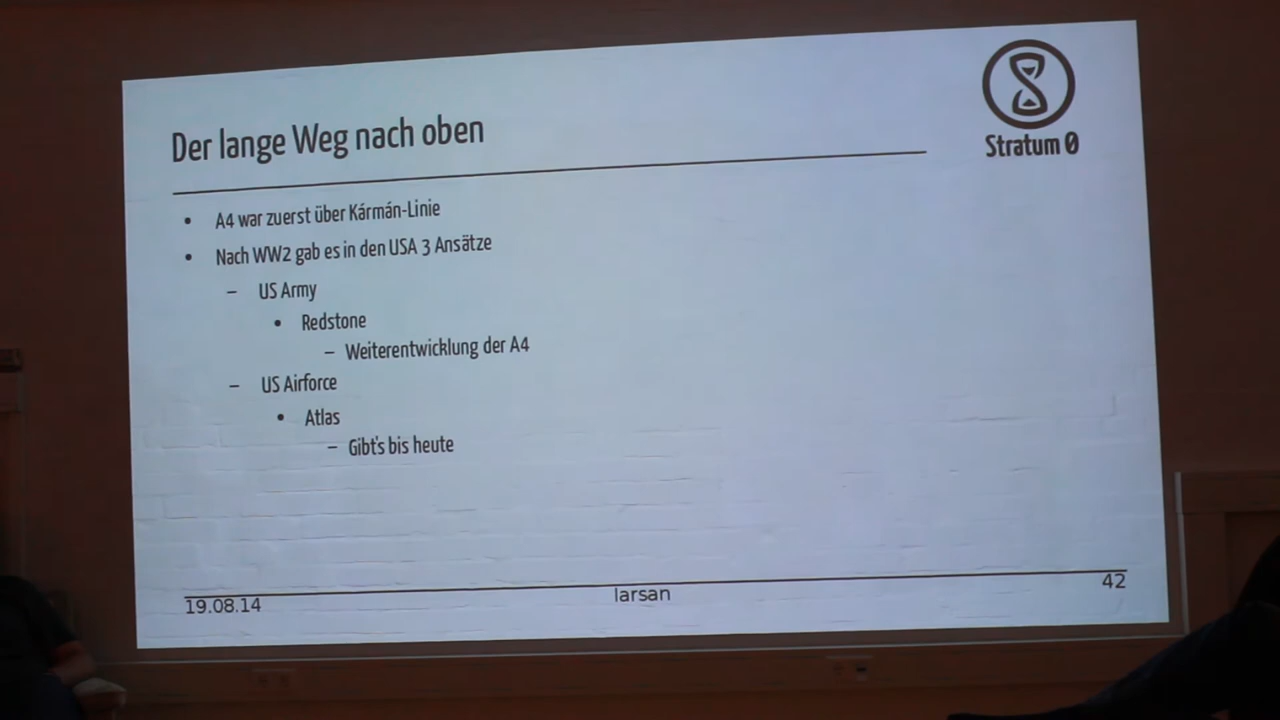 Stratum 0
Der lange Weg nach oben
• A4 war zuerst über Kármán-Linie
• Nach WW2 gab es in den USA 3 Ansätze
– US Army
• Redstone
– Weiterentwicklung der A4
– US Airforce
• Atlas
– Gibt's bis heute
19.08.14
larsan
42